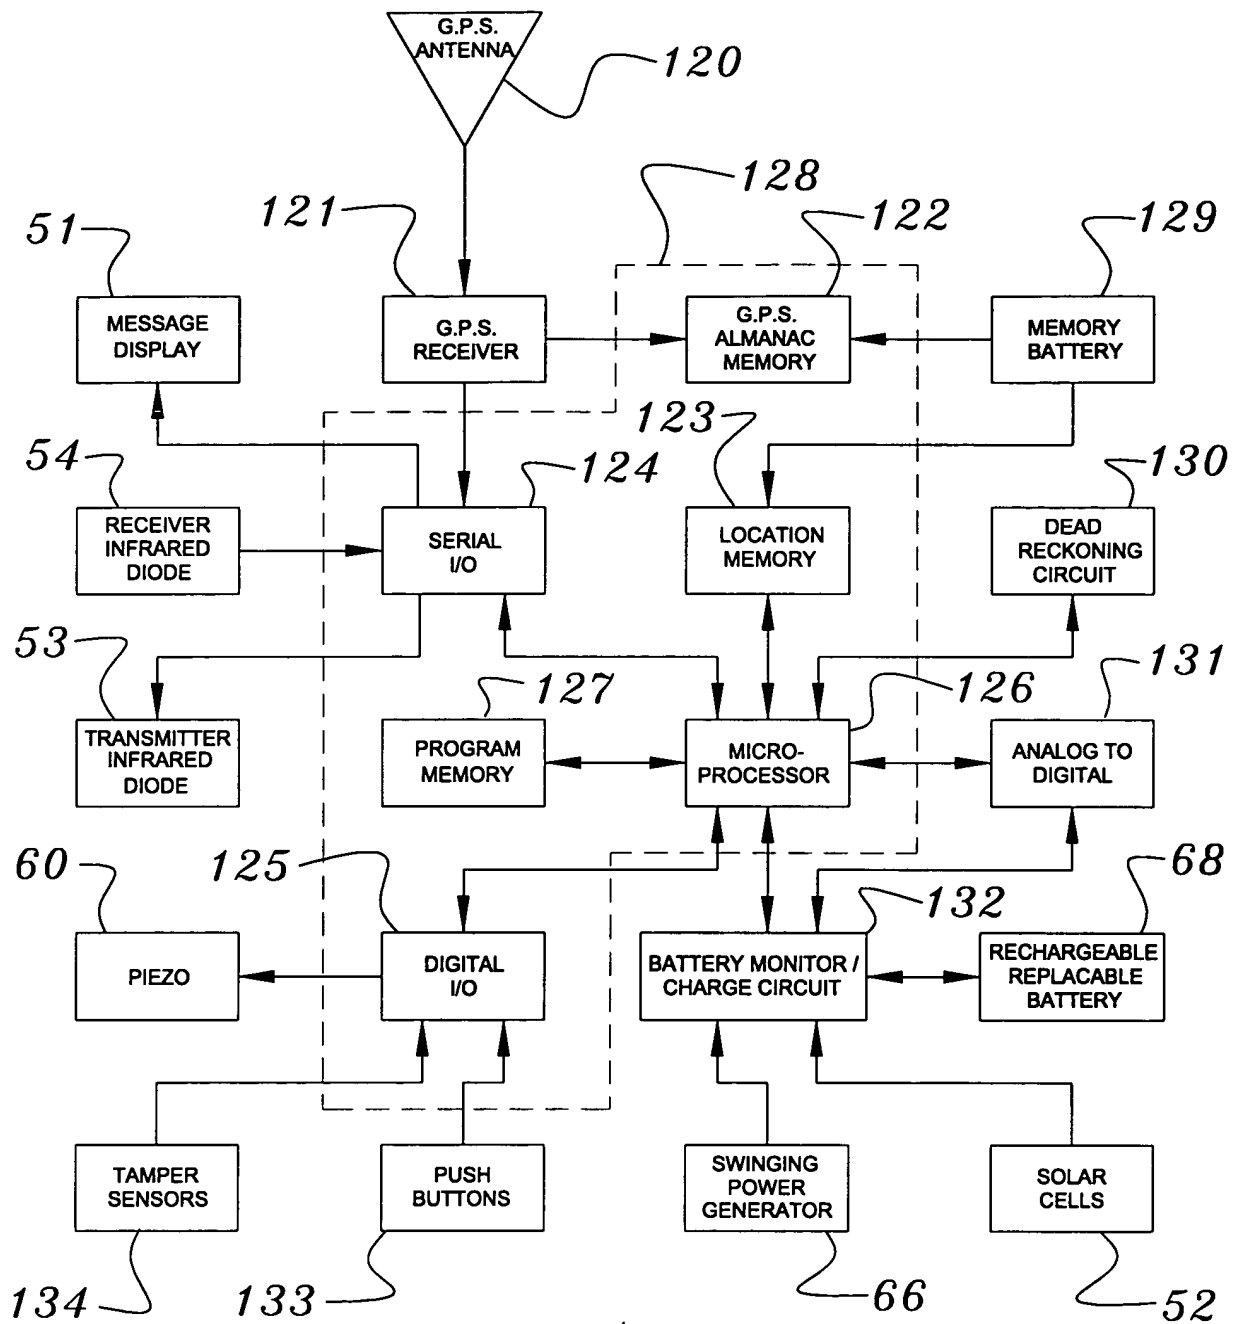 G.P.S.
ANTENNA
120
128
121
122
129
51
MESSAGE
DISPLAY
G.P.S.
RECEIVER
G.P.S.
ALMANAC
MEMORY
MEMORY
BATTERY
123
54
124
130
RECEIVER
INFRARED
DIODE
SERIAL
I/O
LOCATION
MEMORY
DEAD
RECKONING
CIRCUIT
53
127
126
131
TRANSMITTER
INFRARED
DIODE
PROGRAM
MEMORY
MICRO-
PROCESSOR
ANALOG TO
DIGITAL
60
125
132
68
PIEZO
DIGITAL
I/O
BATTERY MONITOR /
CHARGE CIRCUIT
RECHARGEABLE
REPLACABLE
BATTERY
TAMPER
SENSORS
PUSH
BUTTONS
SWINGING
POWER
GENERATOR
SOLAR
CELLS
134
133
66
52